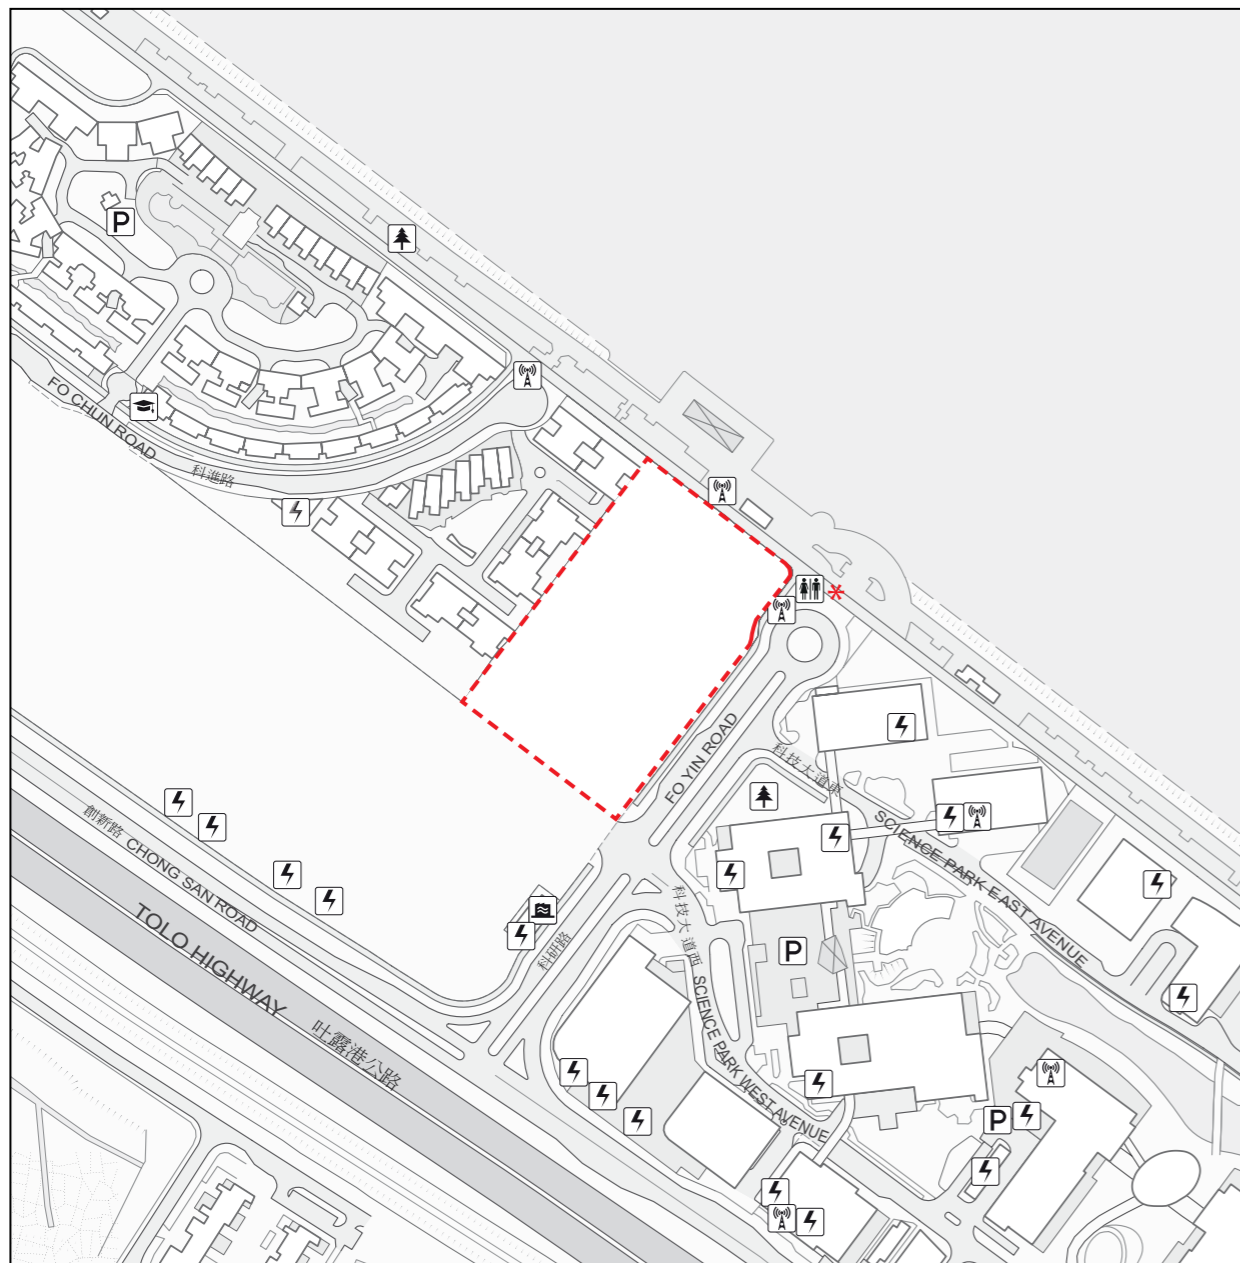 P
FO CHUN ROAD
科進路
FO YIN ROAD
科技大道東
SCIENCE PARK EAST AVENUE
創新路 CHONG SAN ROAD
TOLO HIGHWAY 吐露港公路
科研路
科技大道西 SCIENCE PARK WEST AVENUE
P
P